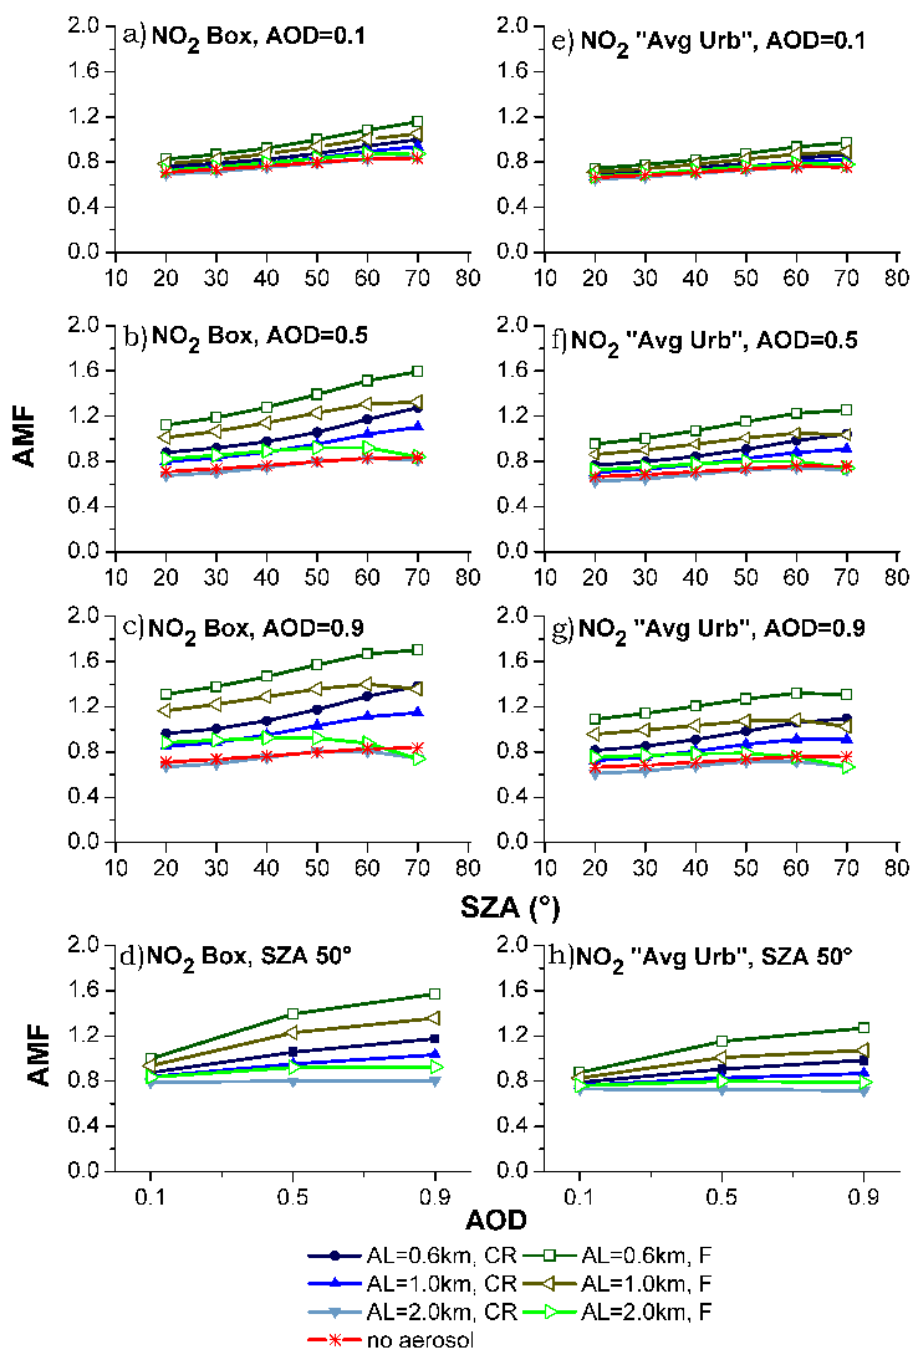 a) NO2 Box, AOD=0.1
2.0
1.6
1.2
0.8
0.4
0.0
10 20 30 40 50 60 70 80
e) NO2 "Avg Urb", AOD=0.1
2.0
1.6
1.2
0.8
0.4
0.0
10 20 30 40 50 60 70 80
b) NO2 Box, AOD=0.5
2.0
1.6
1.2
0.8
0.4
0.0
10 20 30 40 50 60 70 80
f) NO2 "Avg Urb", AOD=0.5
2.0
1.6
1.2
0.8
0.4
0.0
10 20 30 40 50 60 70 80
AMF
c) NO2 Box, AOD=0.9
2.0
1.6
1.2
0.8
0.4
0.0
10 20 30 40 50 60 70 80
g) NO2 "Avg Urb", AOD=0.9
2.0
1.6
1.2
0.8
0.4
0.0
10 20 30 40 50 60 70 80
SZA (°)
d) NO2 Box, SZA 50°
2.0
1.6
1.2
0.8
0.4
0.0
0.1 0.5 0.9
h) NO2 "Avg Urb", SZA 50°
2.0
1.6
1.2
0.8
0.4
0.0
0.1 0.5 0.9
AMF
AOD
AL=0.6km, CR AL=0.6km, F
AL=1.0km, CR AL=1.0km, F
AL=2.0km, CR AL=2.0km, F
no aerosol